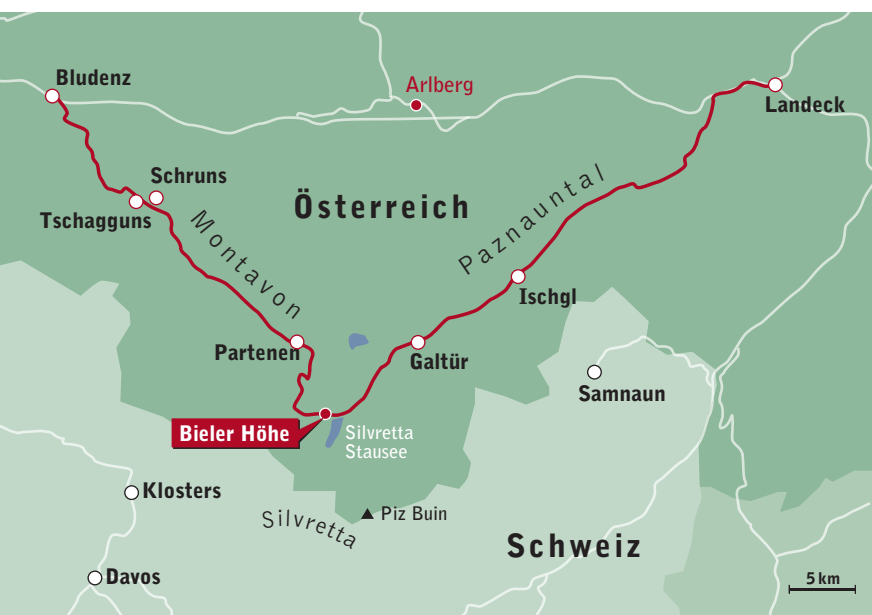 Bludenz
Arlberg
Landeck
Schruns
Tschagguns
Österreich
Montavon
Paznauntal
Ischgl
Partenen
Galtür
Samnaun
Bieler Höhe
Silvretta
Stausee
Klosters
Silvretta
Piz Buin
Schweiz
Davos
5 km